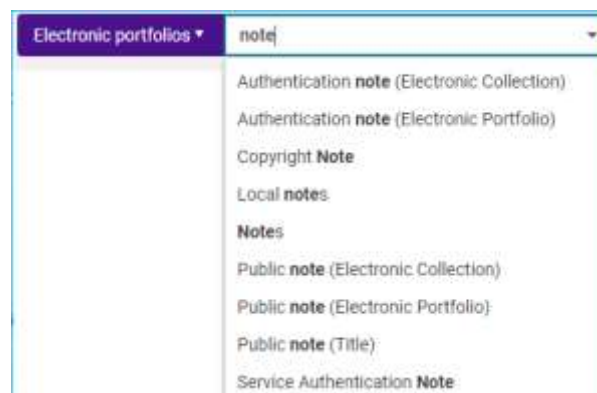 Electronic portfolios ▾ note
Authentication note (Electronic Collection)
Authentication note (Electronic Portfolio)
Copyright Note
Local notes
Notes
Public note (Electronic Collection)
Public note (Electronic Portfolio)
Public note (Title)
Service Authentication Note